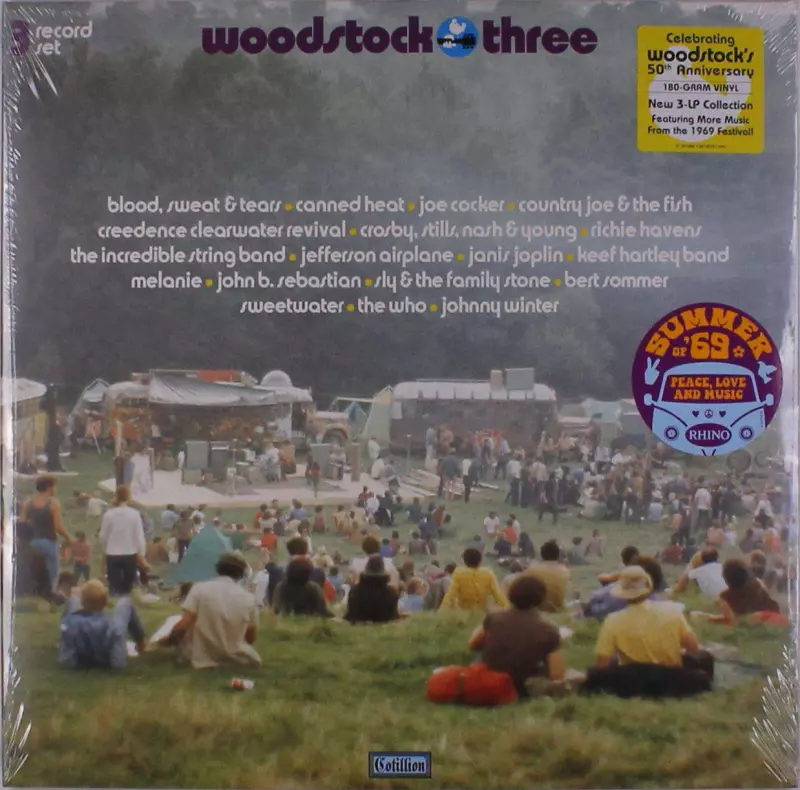 3 record
set
woodstock three
Celebrating
woodstock's
50th Anniversary
180-GRAM VINYL
New 3-LP Collection
Featuring More Music
From the 1969 Festival!
blood, sweat & tears • canned heat • joe cocker • country joe & the fish
creedence clearwater revival • crosby, stills, nash & young • richie havens
the incredible string band • jefferson airplane • janis joplin • keef hartley band
melanie • john b. sebastian • sly & the family stone • bert sommer
sweetwater • the who • johnny winter
SUMMER
OF '69
PEACE, LOVE
AND MUSIC
RHINO
Cotillion